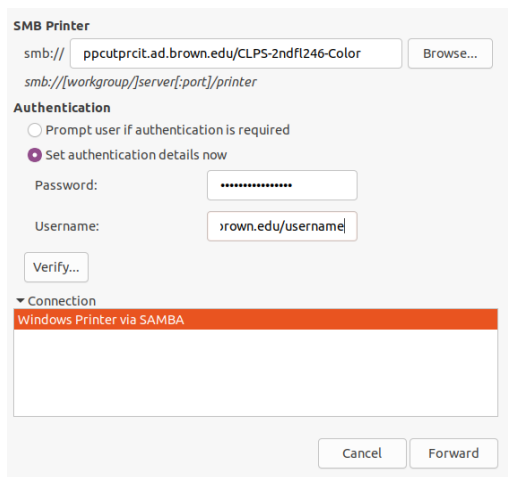 SMB Printer
smb:// ppcutprcit.ad.brown.edu/CLPS-2ndfl246-Color Browse...
smb://[workgroup/]server[:port]/printer
Authentication
Prompt user if authentication is required
Set authentication details now
Password: ••••••••••••••••
Username: rown.edu/username
Verify...
Connection
Windows Printer via SAMBA
Cancel Forward